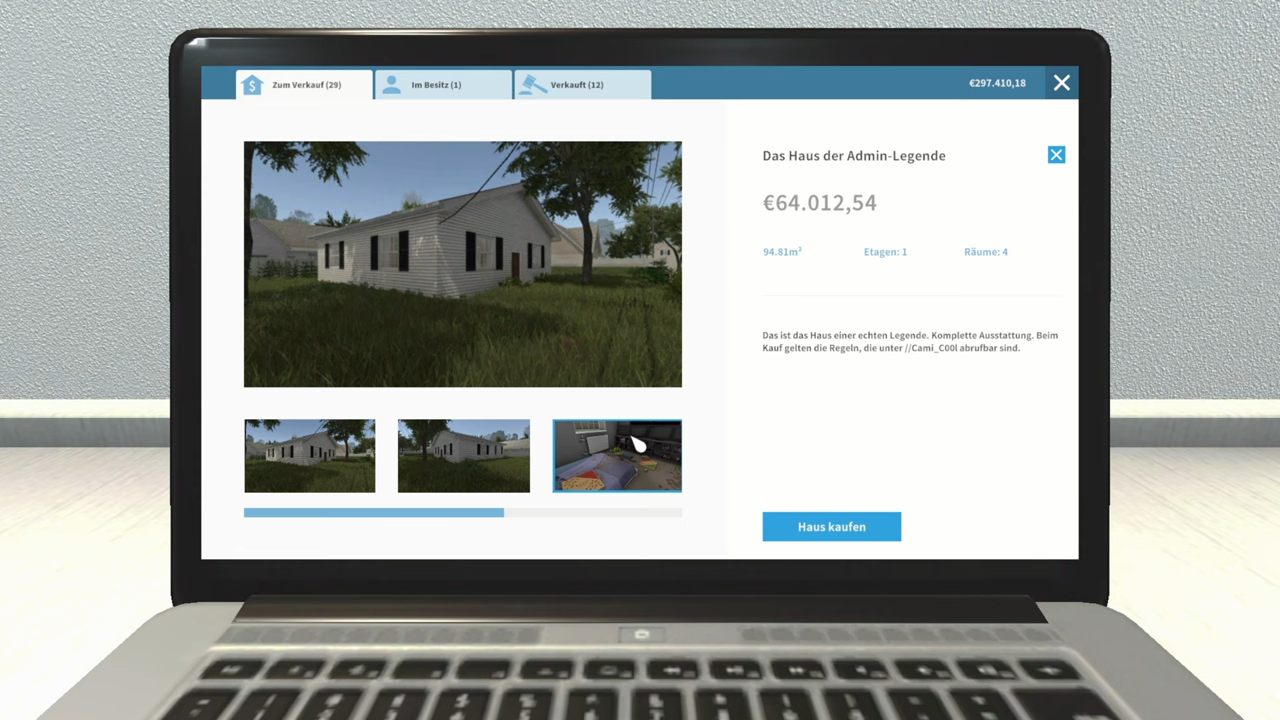 Zum Verkauf (29)
Im Besitz (1)
Verkauft (12)
€297.410,18
Das Haus der Admin-Legende
€64.012,54
94.81m²
Etagen: 1
Räume: 4
Das ist das Haus einer echten Legende. Komplette Ausstattung. Beim
Kauf gelten die Regeln, die unter //Cami_C00l abrufbar sind.
Haus kaufen